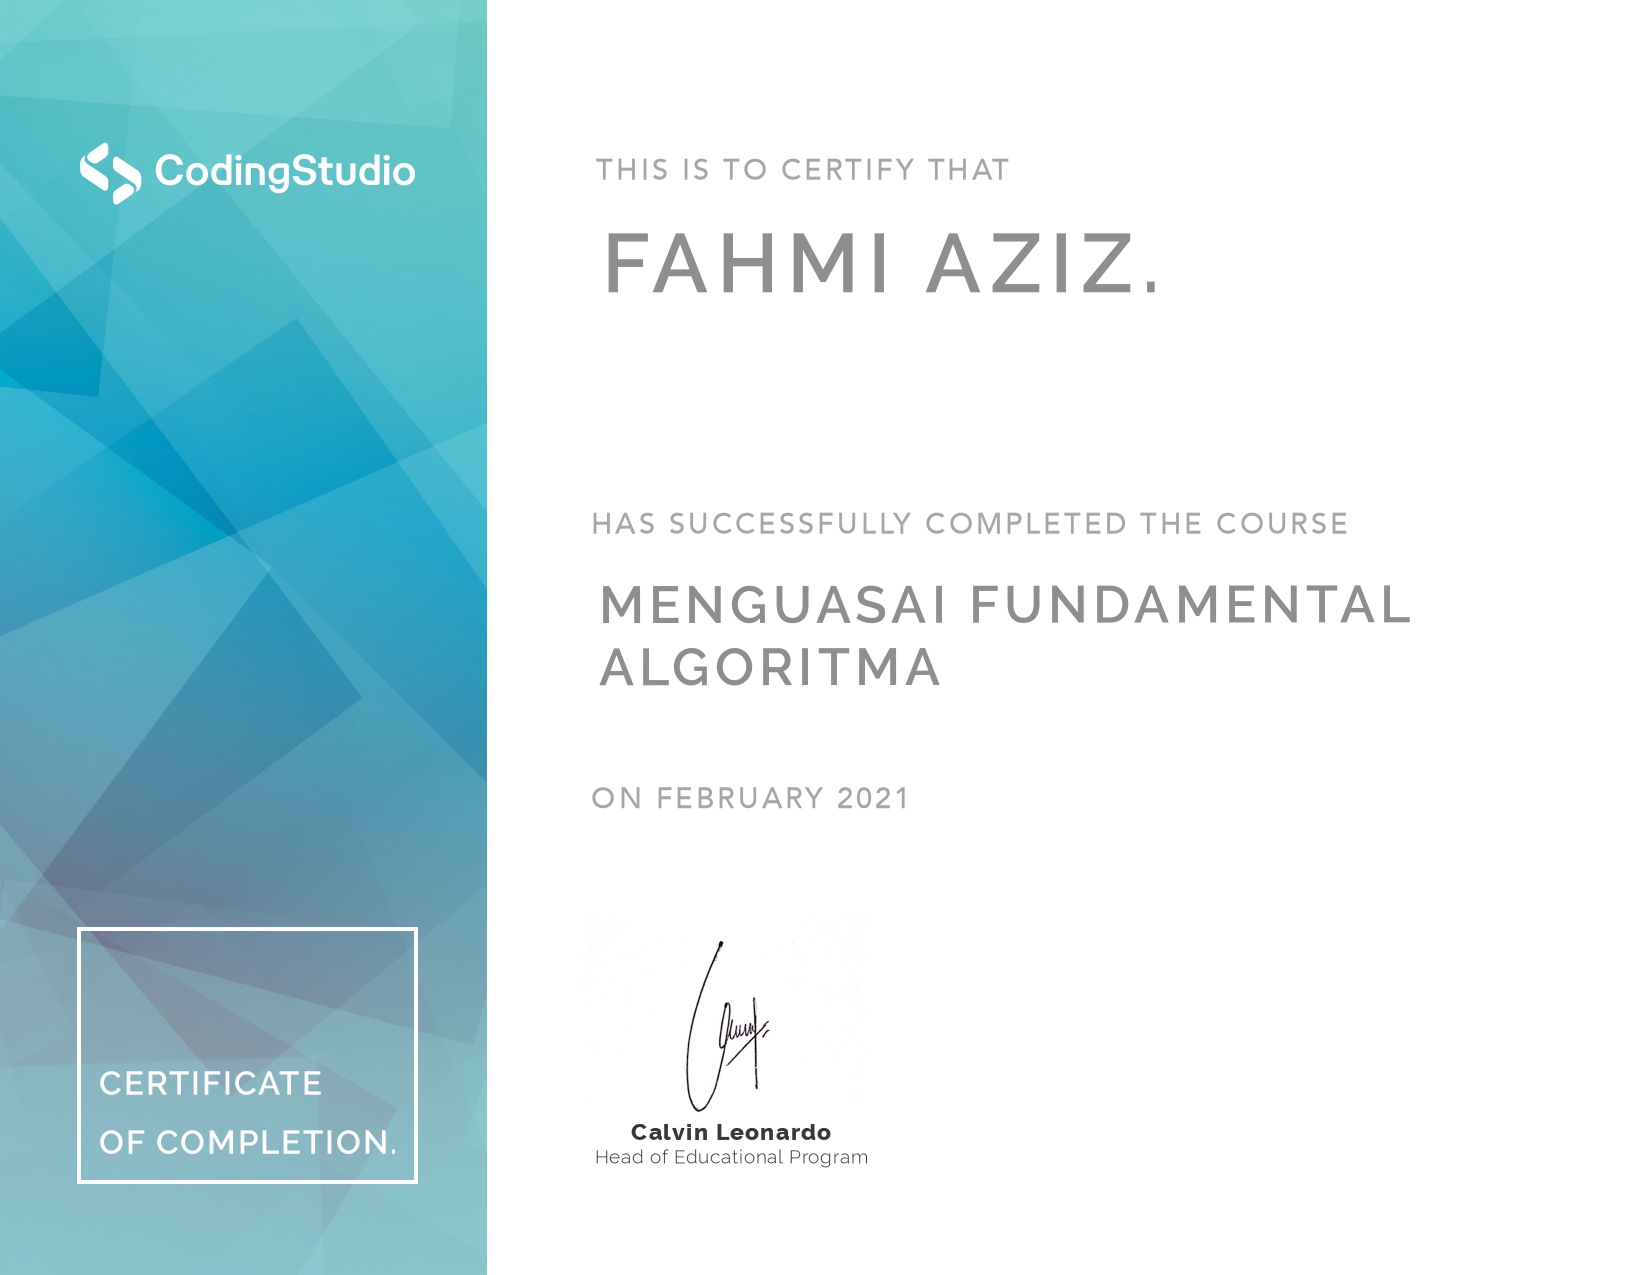 CodingStudio
CERTIFICATE
OF COMPLETION.
THIS IS TO CERTIFY THAT
FAHMI AZIZ.
HAS SUCCESSFULLY COMPLETED THE COURSE
MENGUASAI FUNDAMENTAL
ALGORITMA
ON FEBRUARY 2021
Calvin Leonardo
Head of Educational Program